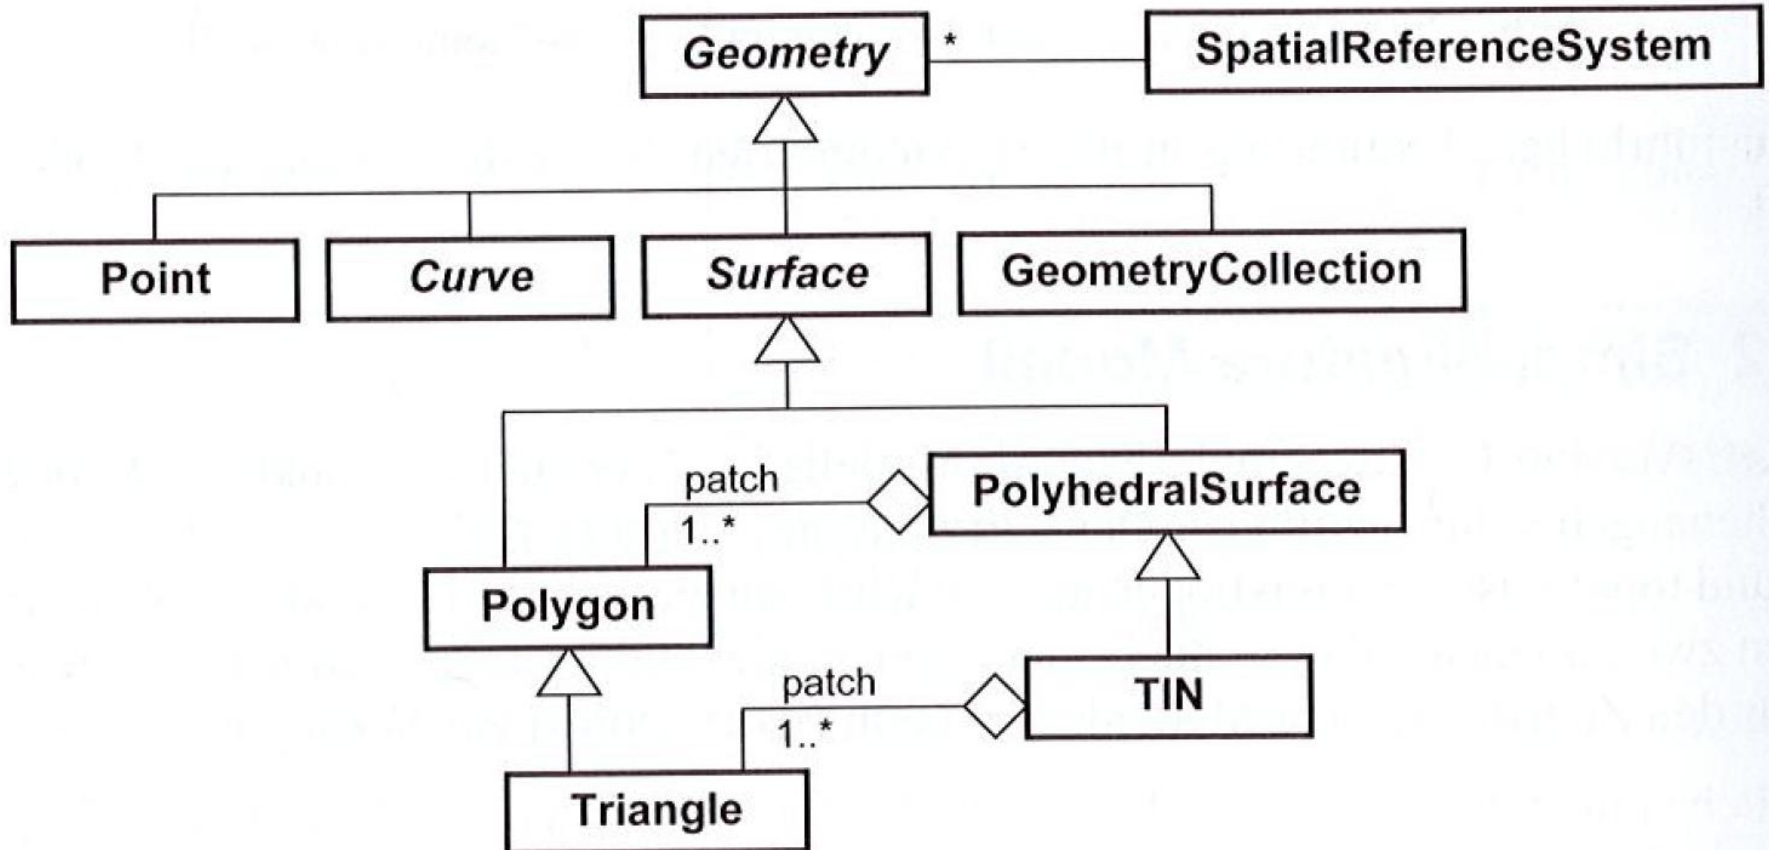 Geometry
*
SpatialReferenceSystem
Point
Curve
Surface
GeometryCollection
patch
1..*
PolyhedralSurface
Polygon
patch
1..*
TIN
Triangle